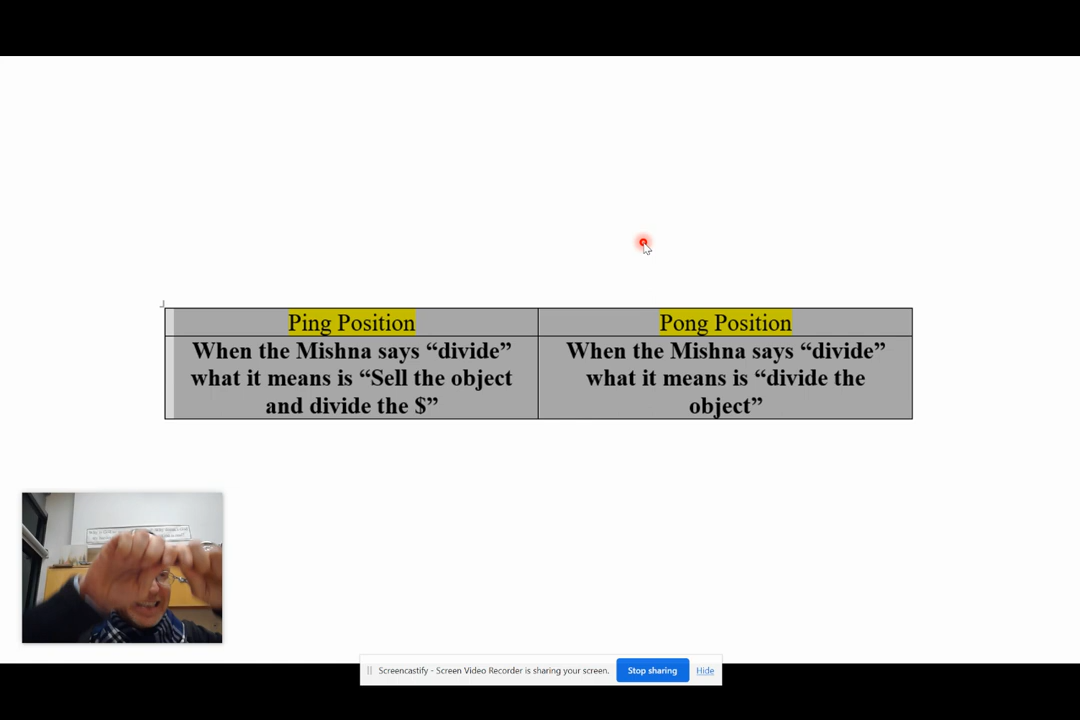 Ping Position
Pong Position
When the Mishna says “divide”
what it means is “Sell the object
and divide the $”
When the Mishna says “divide”
what it means is “divide the
object”
Screencastify - Screen Video Recorder is sharing your screen.
Stop sharing
Hide